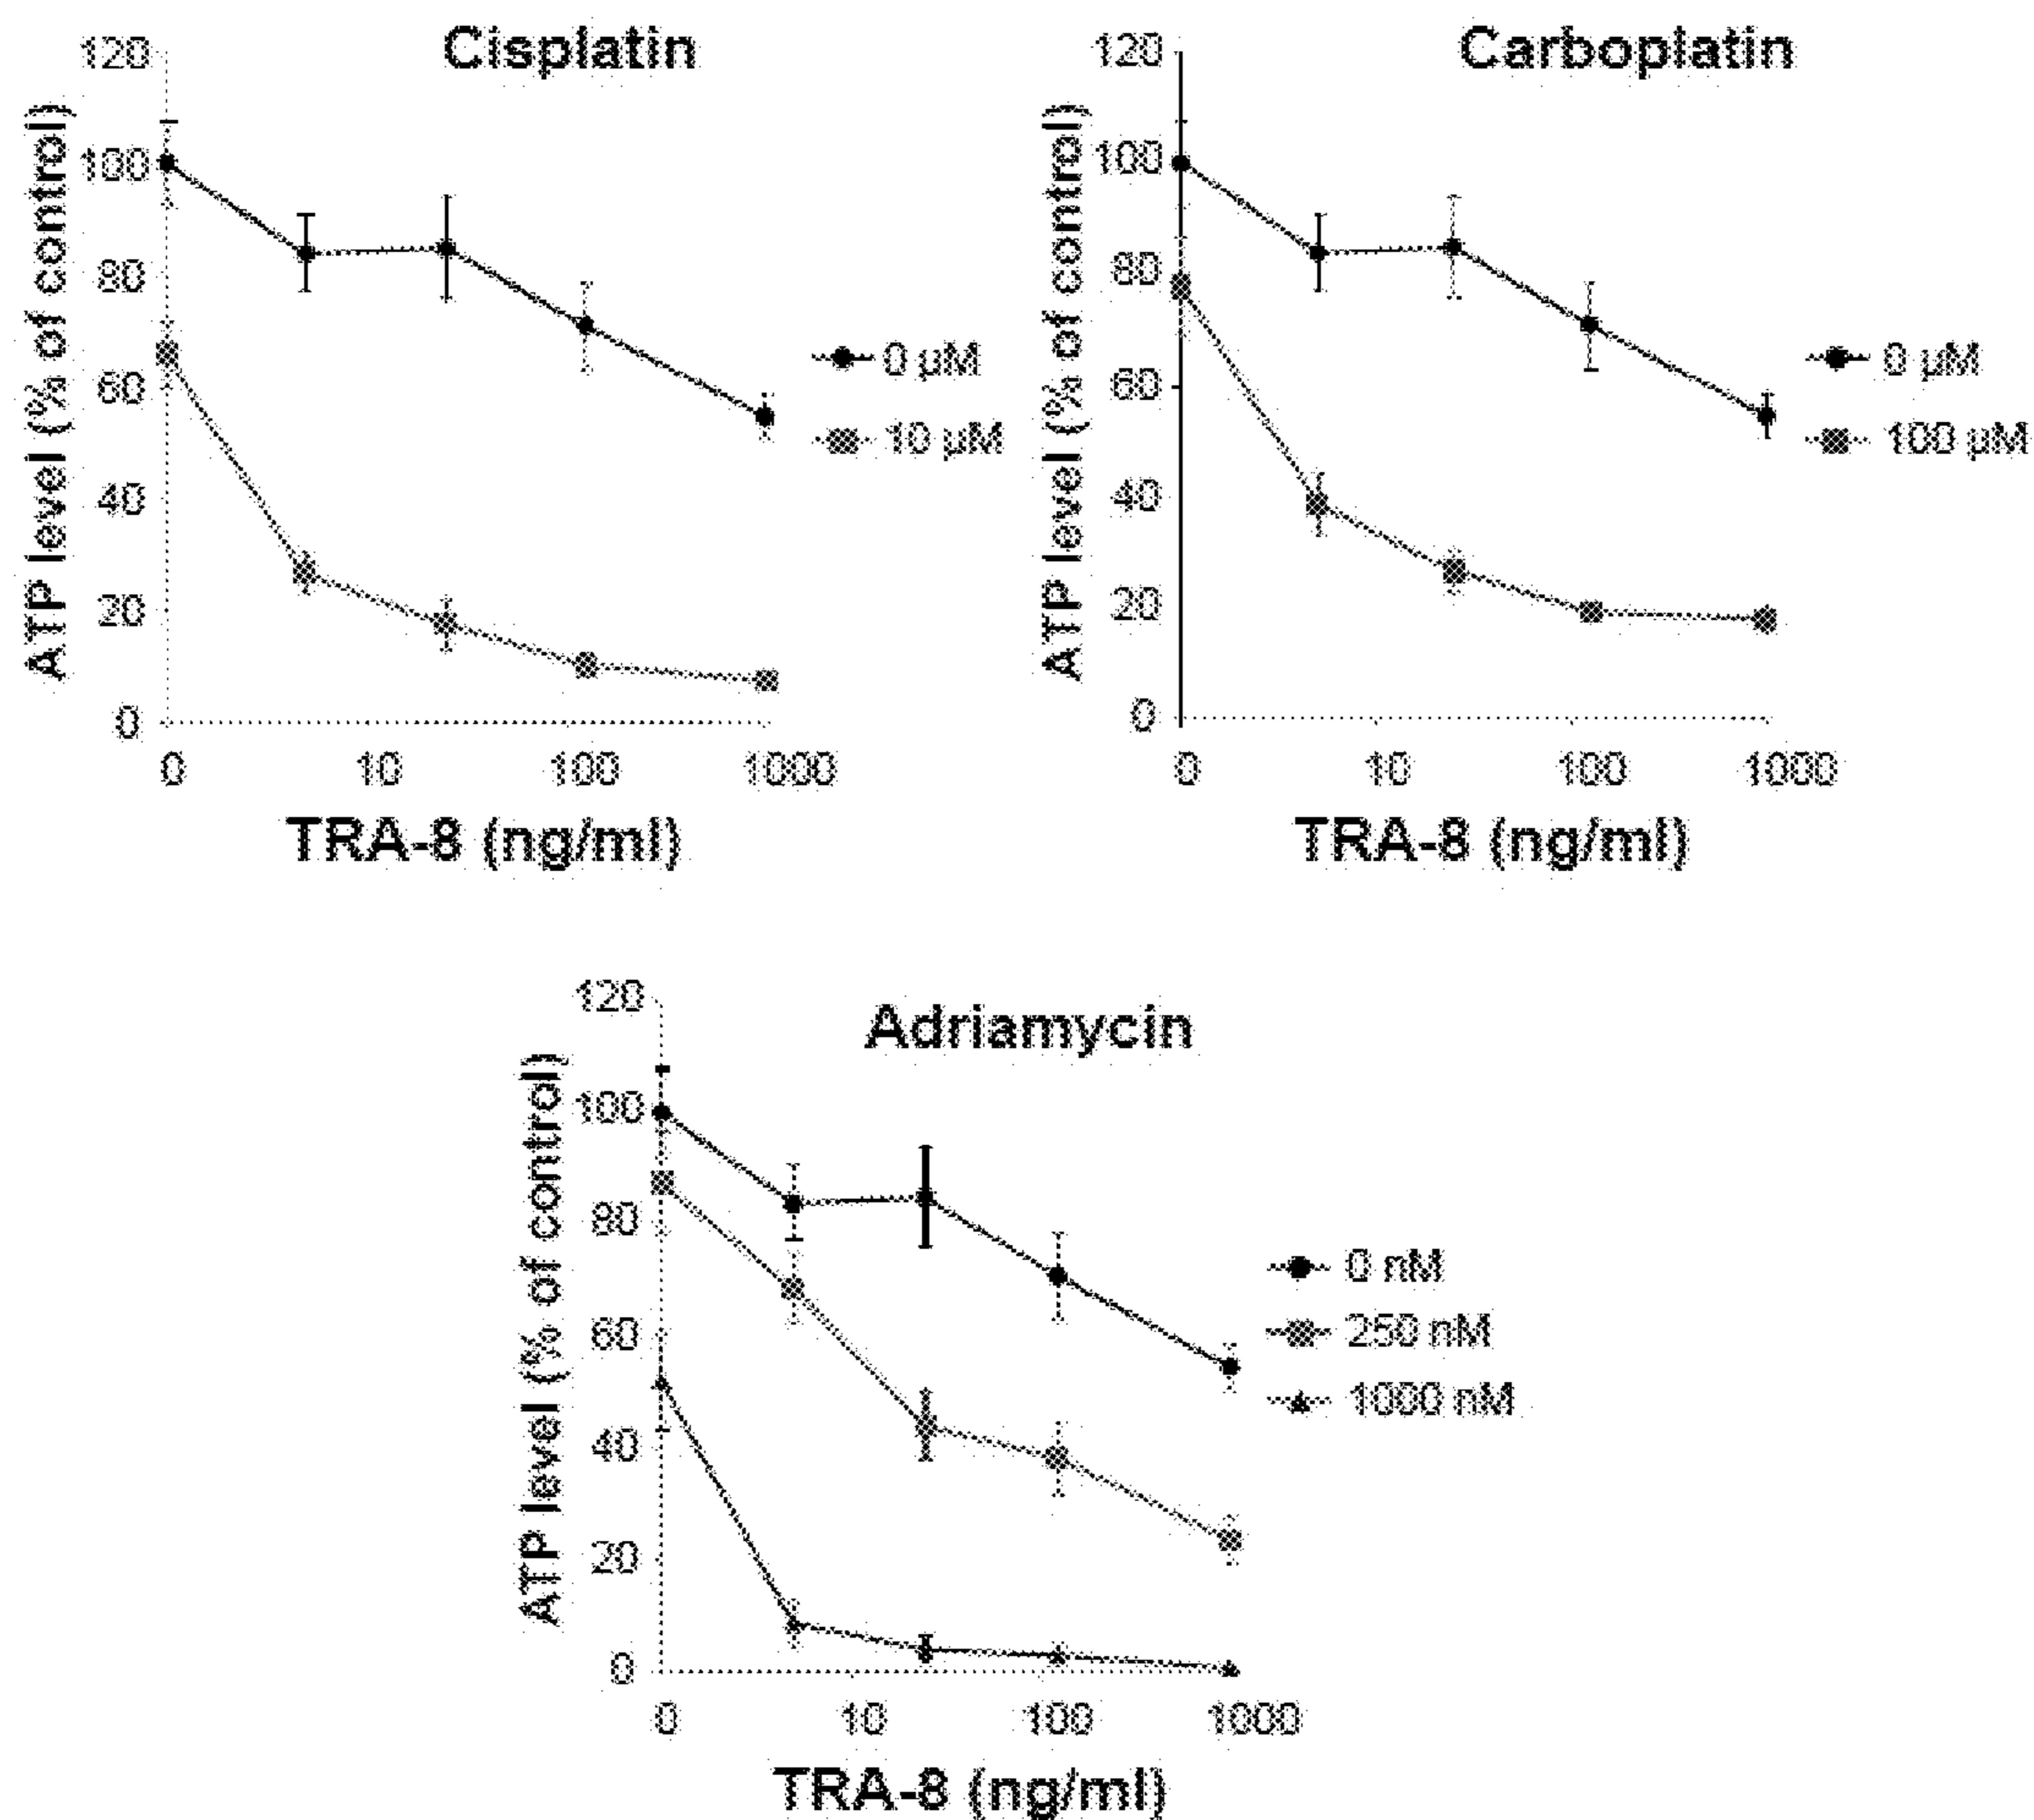 Cisplatin
ATP level (% of control)
120
100
80
60
40
20
0
0 10 100 1000
TRA-8 (ng/ml)
0 µM
10 µM
Carboplatin
ATP level (% of control)
120
100
80
60
40
20
0
0 10 100 1000
TRA-8 (ng/ml)
0 µM
100 µM
Adriamycin
ATP level (% of control)
120
100
80
60
40
20
0
0 10 100 1000
TRA-8 (ng/ml)
0 nM
250 nM
1000 nM